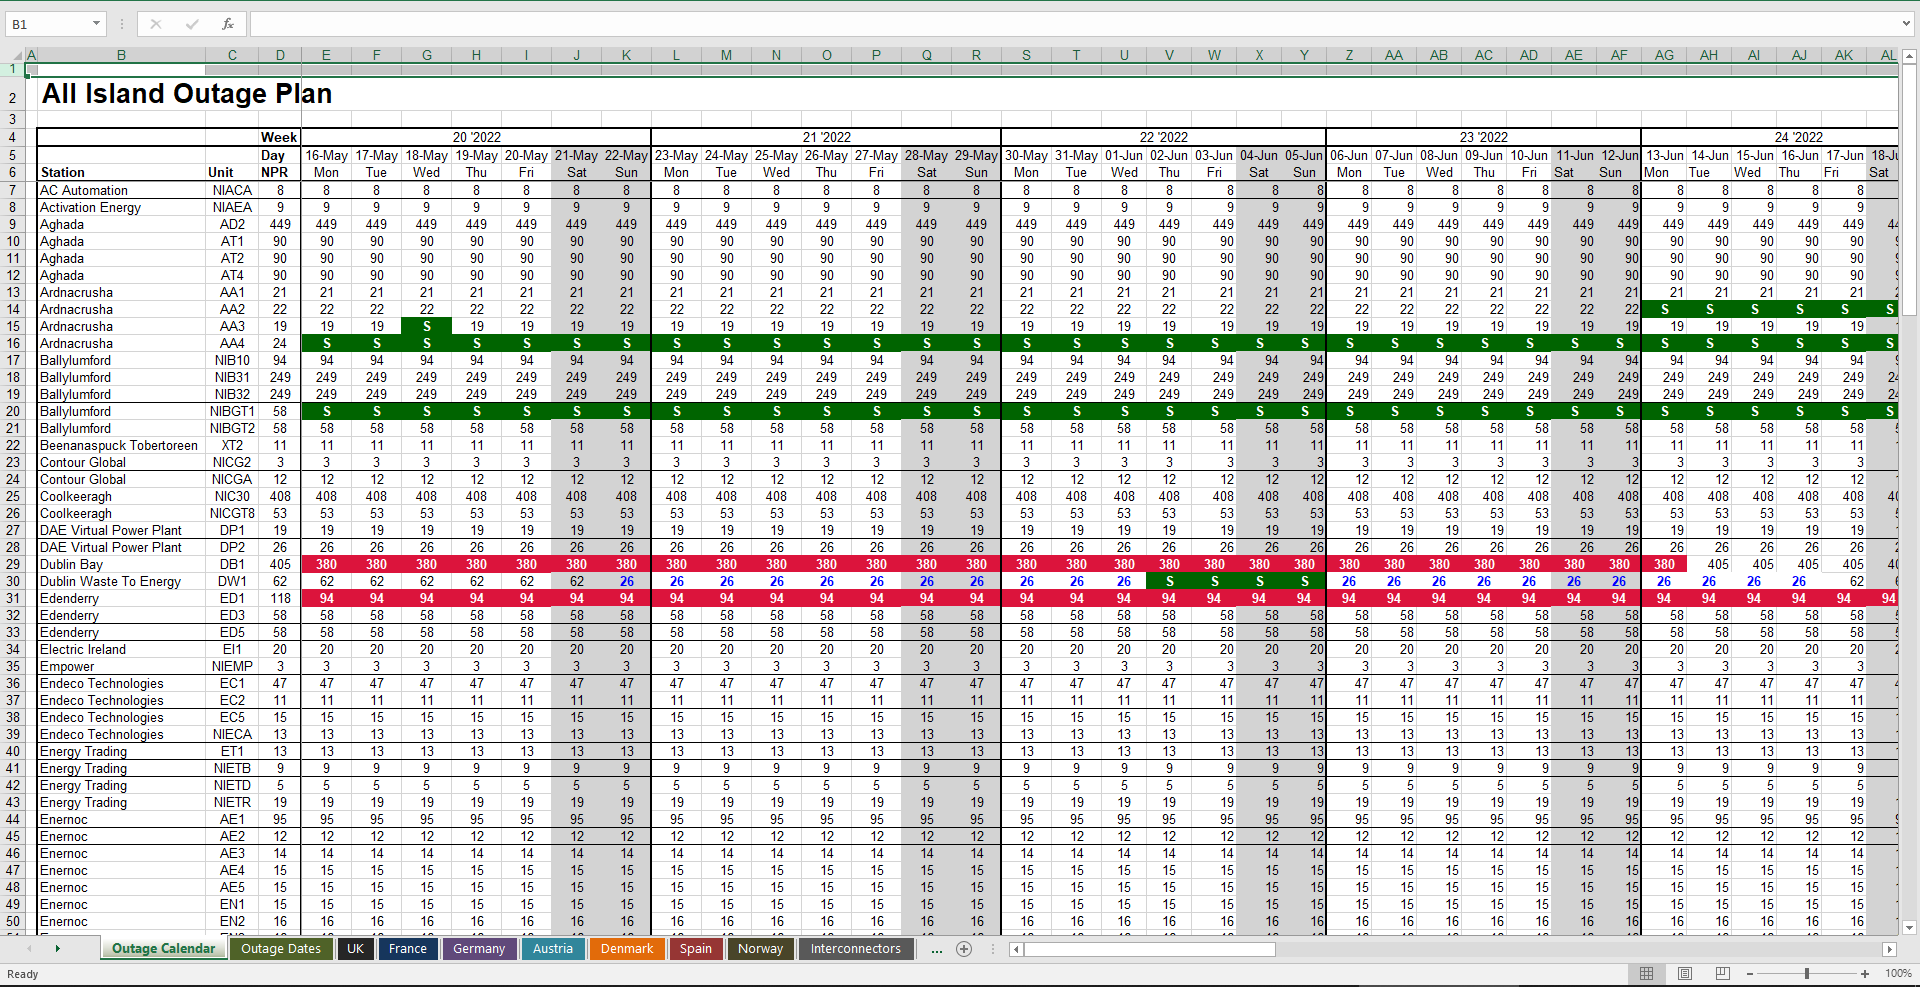 B1 fx
A B C D E F G H I J K L M N O P Q R S T U V W X Y Z AA AB AC AD AE AF AG AH AI AJ AK AL
1
2 All Island Outage Plan
3
4 Week 20 '2022 21 '2022 22 '2022 23 '2022 24 '2022
5 Day 16-May 17-May 18-May 19-May 20-May 21-May 22-May 23-May 24-May 25-May 26-May 27-May 28-May 29-May 30-May 31-May 01-Jun 02-Jun 03-Jun 04-Jun 05-Jun 06-Jun 07-Jun 08-Jun 09-Jun 10-Jun 11-Jun 12-Jun 13-Jun 14-Jun 15-Jun 16-Jun 17-Jun
6 Station Unit NPR Mon Tue Wed Thu Fri Sat Sun Mon Tue Wed Thu Fri Sat Sun Mon Tue Wed Thu Fri Sat Sun Mon Tue Wed Thu Fri Sat Sun Mon Tue Wed Thu Fri Sat
7 AC Automation NIACA 8 8 8 8 8 8 8 8 8 8 8 8 8 8 8 8 8 8 8 8 8 8 8 8 8 8 8 8 8 8 8 8 8 8
8 Activation Energy NIAEA 9 9 9 9 9 9 9 9 9 9 9 9 9 9 9 9 9 9 9 9 9 9 9 9 9 9 9 9 9 9 9 9 9 9
9 Aghada AD2 449 449 449 449 449 449 449 449 449 449 449 449 449 449 449 449 449 449 449 449 449 449 449 449 449 449 449 449 449 449 449 449 449 449
10 Aghada AT1 90 90 90 90 90 90 90 90 90 90 90 90 90 90 90 90 90 90 90 90 90 90 90 90 90 90 90 90 90 90 90 90 90 90
11 Aghada AT2 90 90 90 90 90 90 90 90 90 90 90 90 90 90 90 90 90 90 90 90 90 90 90 90 90 90 90 90 90 90 90 90 90 90
12 Aghada AT4 90 90 90 90 90 90 90 90 90 90 90 90 90 90 90 90 90 90 90 90 90 90 90 90 90 90 90 90 90 90 90 90 90 90
13 Ardnacrusha AA1 21 21 21 21 21 21 21 21 21 21 21 21 21 21 21 21 21 21 21 21 21 21 21 21 21 21 21 21 21 21 21 21 21 21
14 Ardnacrusha AA2 22 22 22 22 22 22 22 22 22 22 22 22 22 22 22 22 22 22 22 22 22 22 22 22 22 22 22 22 22 S S S S S S
15 Ardnacrusha AA3 19 19 19 S 19 19 19 19 19 19 19 19 19 19 19 19 19 19 19 19 19 19 19 19 19 19 19 19 19 19 19 19 19 19
16 Ardnacrusha AA4 24 S S S S S S S S S S S S S S S S S S S S S S S S S S S S S S S S S S
17 Ballylumford NIB10 94 94 94 94 94 94 94 94 94 94 94 94 94 94 94 94 94 94 94 94 94 94 94 94 94 94 94 94 94 94 94 94 94 94
18 Ballylumford NIB31 249 249 249 249 249 249 249 249 249 249 249 249 249 249 249 249 249 249 249 249 249 249 249 249 249 249 249 249 249 249 249 249 249 249
19 Ballylumford NIB32 249 249 249 249 249 249 249 249 249 249 249 249 249 249 249 249 249 249 249 249 249 249 249 249 249 249 249 249 249 249 249 249 249 249
20 Ballylumford NIBGT1 58 S S S S S S S S S S S S S S S S S S S S S S S S S S S S S S S S S S
21 Ballylumford NIBGT2 58 58 58 58 58 58 58 58 58 58 58 58 58 58 58 58 58 58 58 58 58 58 58 58 58 58 58 58 58 58 58 58 58 58
22 Beenanaspuck Tobertoreen XT2 11 11 11 11 11 11 11 11 11 11 11 11 11 11 11 11 11 11 11 11 11 11 11 11 11 11 11 11 11 11 11 11 11 11
23 Contour Global NICG2 3 3 3 3 3 3 3 3 3 3 3 3 3 3 3 3 3 3 3 3 3 3 3 3 3 3 3 3 3 3 3 3 3 3
24 Contour Global NICGA 12 12 12 12 12 12 12 12 12 12 12 12 12 12 12 12 12 12 12 12 12 12 12 12 12 12 12 12 12 12 12 12 12 12
25 Coolkeeragh NIC30 408 408 408 408 408 408 408 408 408 408 408 408 408 408 408 408 408 408 408 408 408 408 408 408 408 408 408 408 408 408 408 408 408 408
26 Coolkeeragh NICGT8 53 53 53 53 53 53 53 53 53 53 53 53 53 53 53 53 53 53 53 53 53 53 53 53 53 53 53 53 53 53 53 53 53 53
27 DAE Virtual Power Plant DP1 19 19 19 19 19 19 19 19 19 19 19 19 19 19 19 19 19 19 19 19 19 19 19 19 19 19 19 19 19 19 19 19 19 19
28 DAE Virtual Power Plant DP2 26 26 26 26 26 26 26 26 26 26 26 26 26 26 26 26 26 26 26 26 26 26 26 26 26 26 26 26 26 26 26 26 26 26
29 Dublin Bay DB1 405 380 380 380 380 380 380 380 380 380 380 380 380 380 380 380 380 380 380 380 380 380 380 380 380 380 380 380 380 380 405 405 405 405
30 Dublin Waste To Energy DW1 62 62 62 62 62 62 62 26 26 26 26 26 26 26 26 26 26 26 S S S S 26 26 26 26 26 26 26 26 26 26 26 62
31 Edenderry ED1 118 94 94 94 94 94 94 94 94 94 94 94 94 94 94 94 94 94 94 94 94 94 94 94 94 94 94 94 94 94 94 94 94 94 94
32 Edenderry ED3 58 58 58 58 58 58 58 58 58 58 58 58 58 58 58 58 58 58 58 58 58 58 58 58 58 58 58 58 58 58 58 58 58 58
33 Edenderry ED5 58 58 58 58 58 58 58 58 58 58 58 58 58 58 58 58 58 58 58 58 58 58 58 58 58 58 58 58 58 58 58 58 58 58
34 Electric Ireland EI1 20 20 20 20 20 20 20 20 20 20 20 20 20 20 20 20 20 20 20 20 20 20 20 20 20 20 20 20 20 20 20 20 20 20
35 Empower NIEMP 3 3 3 3 3 3 3 3 3 3 3 3 3 3 3 3 3 3 3 3 3 3 3 3 3 3 3 3 3 3 3 3 3 3
36 Endeco Technologies EC1 47 47 47 47 47 47 47 47 47 47 47 47 47 47 47 47 47 47 47 47 47 47 47 47 47 47 47 47 47 47 47 47 47 47
37 Endeco Technologies EC2 11 11 11 11 11 11 11 11 11 11 11 11 11 11 11 11 11 11 11 11 11 11 11 11 11 11 11 11 11 11 11 11 11 11
38 Endeco Technologies EC5 15 15 15 15 15 15 15 15 15 15 15 15 15 15 15 15 15 15 15 15 15 15 15 15 15 15 15 15 15 15 15 15 15 15
39 Endeco Technologies NIECA 13 13 13 13 13 13 13 13 13 13 13 13 13 13 13 13 13 13 13 13 13 13 13 13 13 13 13 13 13 13 13 13 13 13
40 Energy Trading ET1 13 13 13 13 13 13 13 13 13 13 13 13 13 13 13 13 13 13 13 13 13 13 13 13 13 13 13 13 13 13 13 13 13 13
41 Energy Trading NIETB 9 9 9 9 9 9 9 9 9 9 9 9 9 9 9 9 9 9 9 9 9 9 9 9 9 9 9 9 9 9 9 9 9 9
42 Energy Trading NIETD 5 5 5 5 5 5 5 5 5 5 5 5 5 5 5 5 5 5 5 5 5 5 5 5 5 5 5 5 5 5 5 5 5 5
43 Energy Trading NIETR 19 19 19 19 19 19 19 19 19 19 19 19 19 19 19 19 19 19 19 19 19 19 19 19 19 19 19 19 19 19 19 19 19 19
44 Enernoc AE1 95 95 95 95 95 95 95 95 95 95 95 95 95 95 95 95 95 95 95 95 95 95 95 95 95 95 95 95 95 95 95 95 95 95
45 Enernoc AE2 12 12 12 12 12 12 12 12 12 12 12 12 12 12 12 12 12 12 12 12 12 12 12 12 12 12 12 12 12 12 12 12 12 12
46 Enernoc AE3 14 14 14 14 14 14 14 14 14 14 14 14 14 14 14 14 14 14 14 14 14 14 14 14 14 14 14 14 14 14 14 14 14 14
47 Enernoc AE4 15 15 15 15 15 15 15 15 15 15 15 15 15 15 15 15 15 15 15 15 15 15 15 15 15 15 15 15 15 15 15 15 15 15
48 Enernoc AE5 15 15 15 15 15 15 15 15 15 15 15 15 15 15 15 15 15 15 15 15 15 15 15 15 15 15 15 15 15 15 15 15 15 15
49 Enernoc EN1 15 15 15 15 15 15 15 15 15 15 15 15 15 15 15 15 15 15 15 15 15 15 15 15 15 15 15 15 15 15 15 15 15 15
50 Enernoc EN2 16 16 16 16 16 16 16 16 16 16 16 16 16 16 16 16 16 16 16 16 16 16 16 16 16 16 16 16 16 16 16 16 16 16
Outage Calendar Outage Dates UK France Germany Austria Denmark Spain Norway Interconnectors ...
Ready 100%